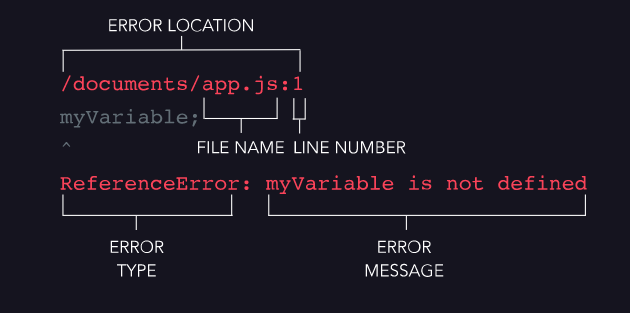 ERROR LOCATION
/documents/app.js:1
myVariable;
^
FILE NAME LINE NUMBER
ReferenceError: myVariable is not defined
ERROR TYPE
ERROR MESSAGE